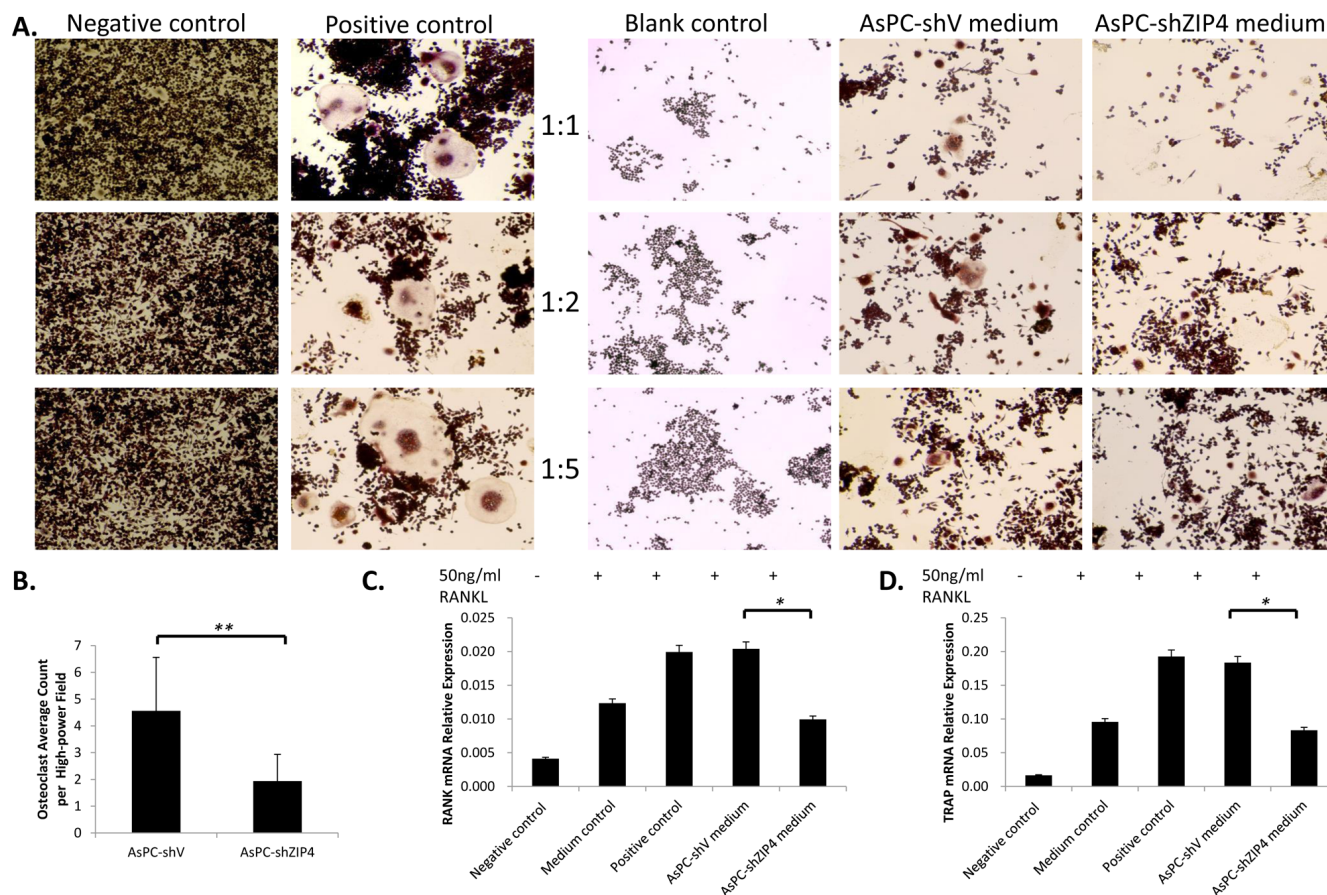 A.
Negative control
Positive control
Blank control
AsPC-shV medium
AsPC-shZIP4 medium
1:1
1:2
1:5
B.
**
Osteoclast Average Count
per High-power Field
7
6
5
4
3
2
1
0
AsPC-shV
AsPC-shZIP4
C.
50ng/ml - + + + +
RANKL
*
RANK mRNA Relative Expression
0.025
0.020
0.015
0.010
0.005
0.000
Negative control
Medium control
Positive control
AsPC-shV medium
AsPC-shZIP4 medium
D.
50ng/ml - + + + +
RANKL
*
TRAP mRNA Relative Expression
0.25
0.20
0.15
0.10
0.05
0.00
Negative control
Medium control
Positive control
AsPC-shV medium
AsPC-shZIP4 medium